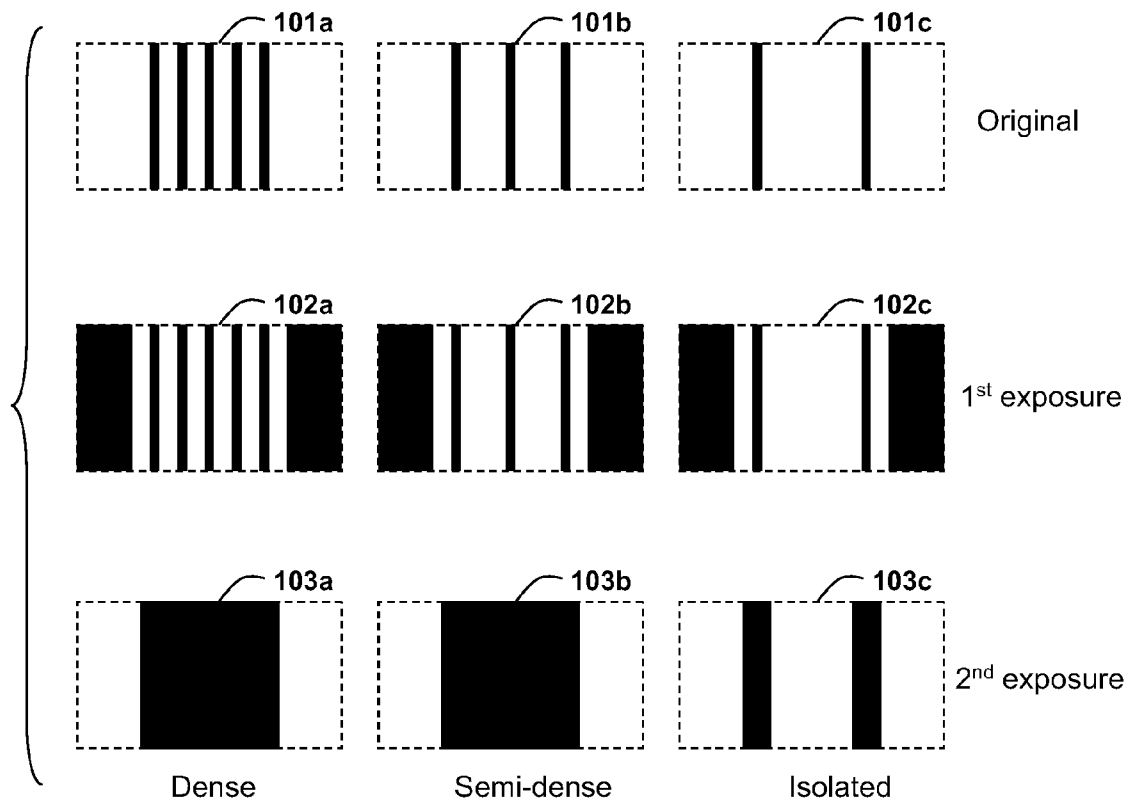 101a 101b 101c
Original
102a 102b 102c
1st exposure
103a 103b 103c
2nd exposure
Dense Semi-dense Isolated